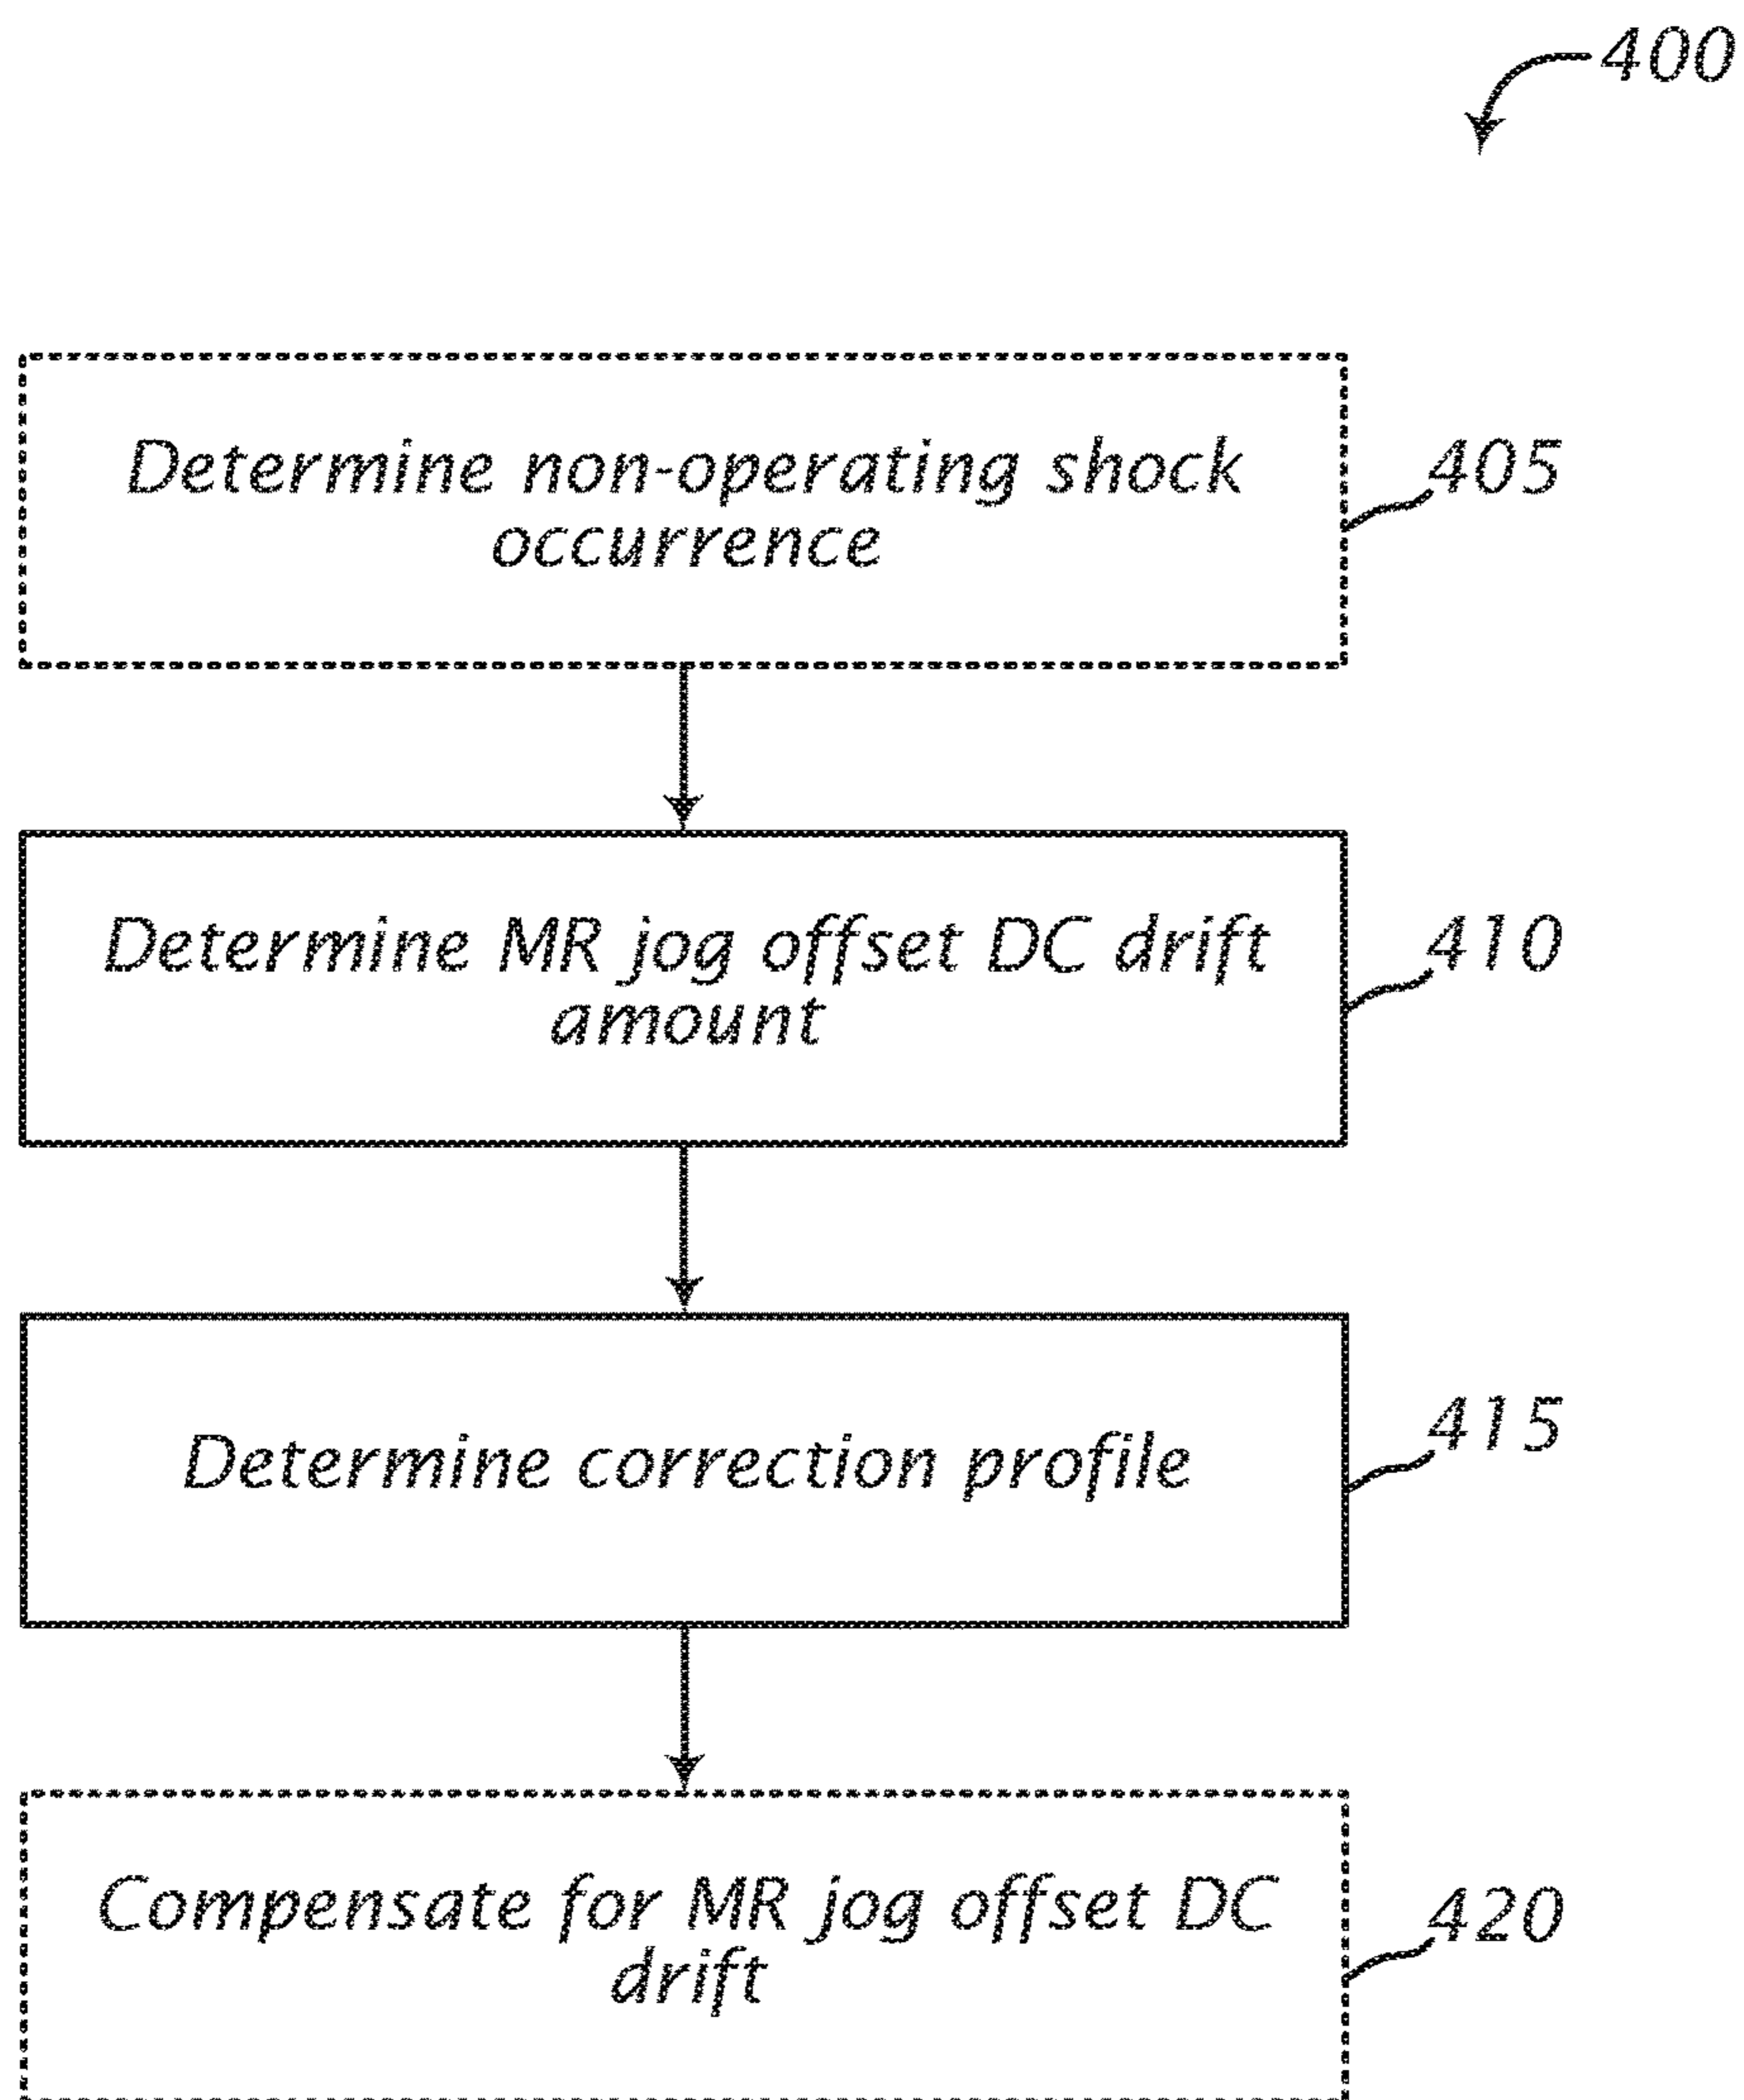 400
Determine non-operating shock
occurrence
405
Determine MR jog offset DC drift
amount
410
Determine correction profile
415
Compensate for MR jog offset DC
drift
420